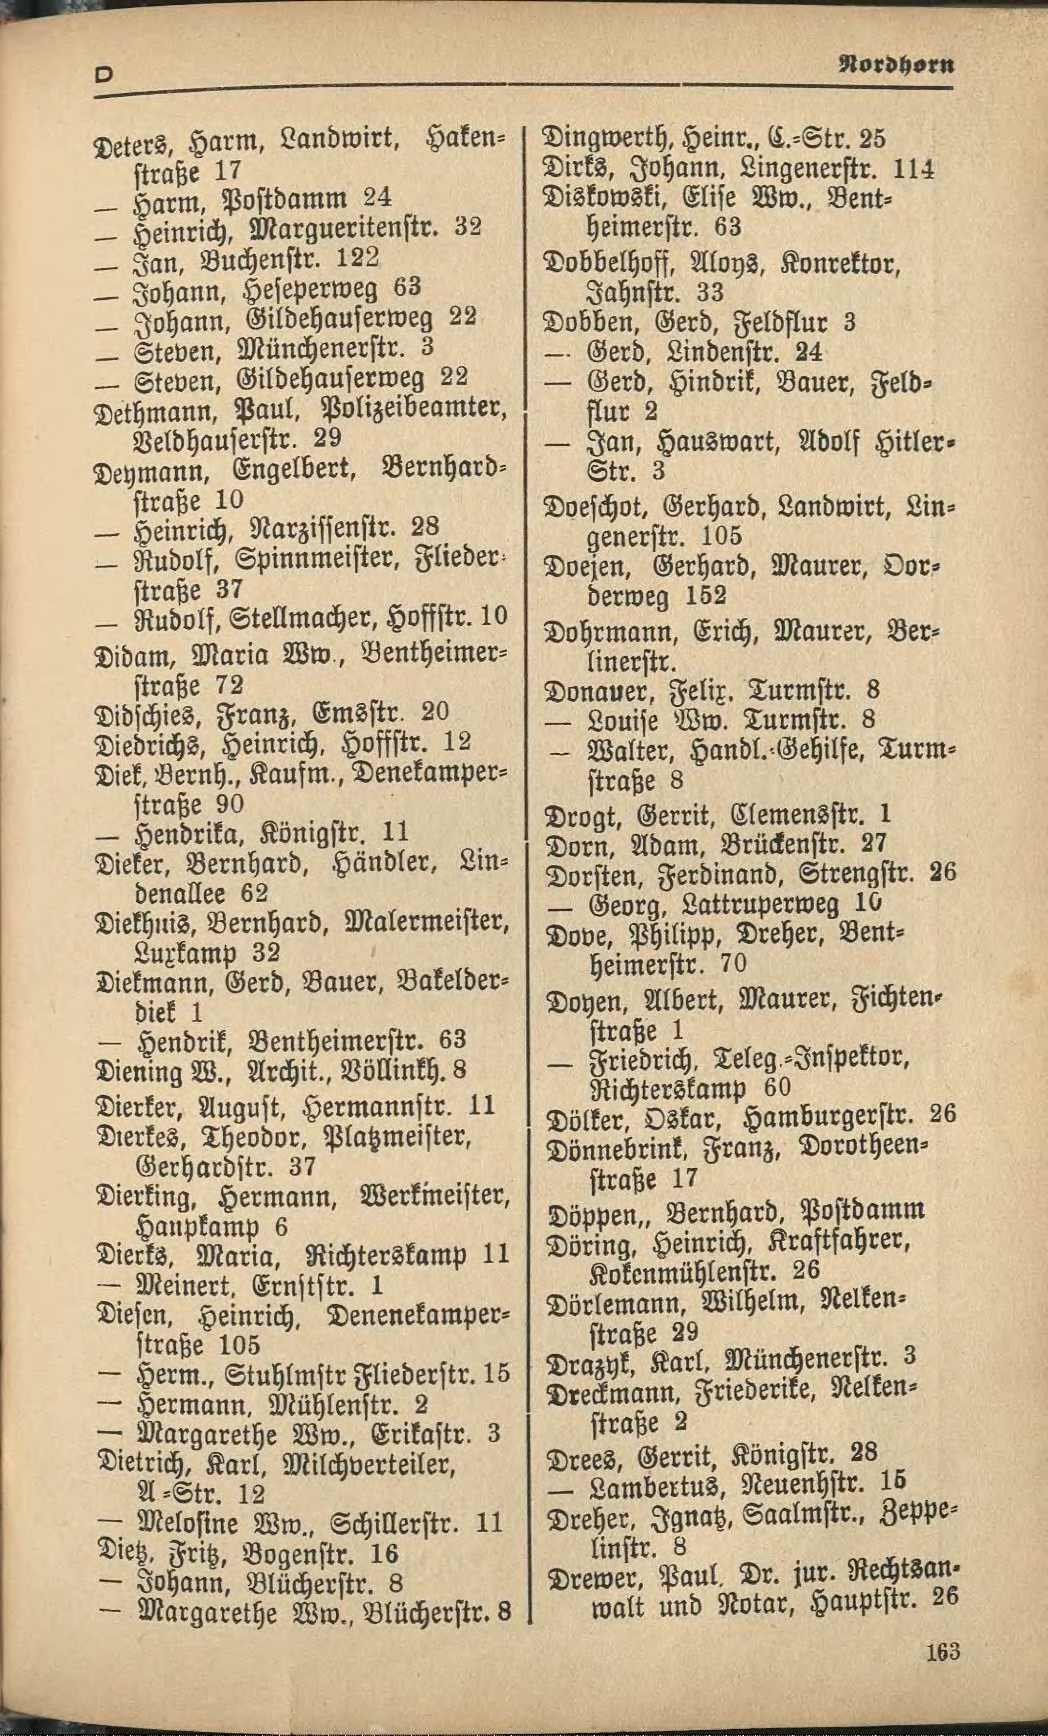 D
Nordhorn
Deters, Harm, Landwirt, Haken-
straße 17
— Harm, Postdamm 24
— Heinrich, Margueritenstr. 32
— Jan, Buchenstr. 122
— Johann, Heseperweg 63
— Johann, Gildehauserweg 22
— Steven, Münchenerstr. 3
— Steven, Gildehauserweg 22
Dethmann, Paul, Polizeibeamter,
Veldhauserstr. 29
Deymann, Engelbert, Bernhard-
straße 10
— Heinrich, Narzissenstr. 28
— Rudolf, Spinnmeister, Flieder-
straße 37
— Rudolf, Stellmacher, Hoffstr. 10
Didam, Maria Ww., Bentheimer-
straße 72
Didschies, Franz, Emsstr. 20
Diedrichs, Heinrich, Hoffstr. 12
Diek, Bernh., Kaufm., Denekamper-
straße 90
— Hendrika, Königstr. 11
Dieker, Bernhard, Händler, Lin-
denallee 62
Diekhuis, Bernhard, Malermeister,
Luxkamp 32
Diekmann, Gerd, Bauer, Bakelder-
diek 1
— Hendrik, Bentheimerstr. 63
Diening W., Archit., Völlinkh. 8
Dierker, August, Hermannstr. 11
Dierkes, Theodor, Platzmeister,
Gerhardstr. 37
Dierking, Hermann, Werkmeister,
Haupkamp 6
Dierks, Maria, Richterskamp 11
— Meinert, Ernststr. 1
Diesen, Heinrich, Denenekamper-
straße 105
— Herm., Stuhlmstr Fliederstr. 15
— Hermann, Mühlenstr. 2
— Margarethe Ww., Erikastr. 3
Dietrich, Karl, Milchverteiler,
A-Str. 12
— Melosine Ww., Schillerstr. 11
Dietz, Fritz, Bogenstr. 16
— Johann, Blücherstr. 8
— Margarethe Ww., Blücherstr. 8
Dingwerth, Heinr., C.-Str. 25
Dirks, Johann, Lingenerstr. 114
Diskowski, Elise Ww., Bent-
heimerstr. 63
Dobbelhoff, Aloys, Konrektor,
Jahnstr. 33
Dobben, Gerd, Feldflur 3
— Gerd, Lindenstr. 24
— Gerd, Hindrik, Bauer, Feld-
flur 2
— Jan, Hauswart, Adolf Hitler-
Str. 3
Doeschot, Gerhard, Landwirt, Lin-
generstr. 105
Doejen, Gerhard, Maurer, Oor-
derweg 152
Dohrmann, Erich, Maurer, Ber-
linerstr.
Donauer, Felix, Turmstr. 8
— Louise Ww. Turmstr. 8
— Walter, Handl.-Gehilfe, Turm-
straße 8
Drogt, Gerrit, Clemensstr. 1
Dorn, Adam, Brückenstr. 27
Dorsten, Ferdinand, Strengstr. 26
— Georg, Lattruperweg 10
Dove, Philipp, Dreher, Bent-
heimerstr. 70
Doyen, Albert, Maurer, Fichten-
straße 1
— Friedrich, Teleg.-Inspektor,
Richterskamp 60
Dölker, Oskar, Hamburgerstr. 26
Dönnebrink, Franz, Dorotheen-
straße 17
Döppen,, Bernhard, Postdamm
Döring, Heinrich, Kraftfahrer,
Kokenmühlenstr. 26
Dörlemann, Wilhelm, Nelken-
straße 29
Drazyk, Karl, Münchenerstr. 3
Dreckmann, Friederike, Nelken-
straße 2
Drees, Gerrit, Königstr. 28
— Lambertus, Neuenhstr. 15
Dreher, Ignatz, Saalmstr., Zeppe-
linstr. 8
Drewer, Paul, Dr. jur. Rechtsan-
walt und Notar, Hauptstr. 26
163